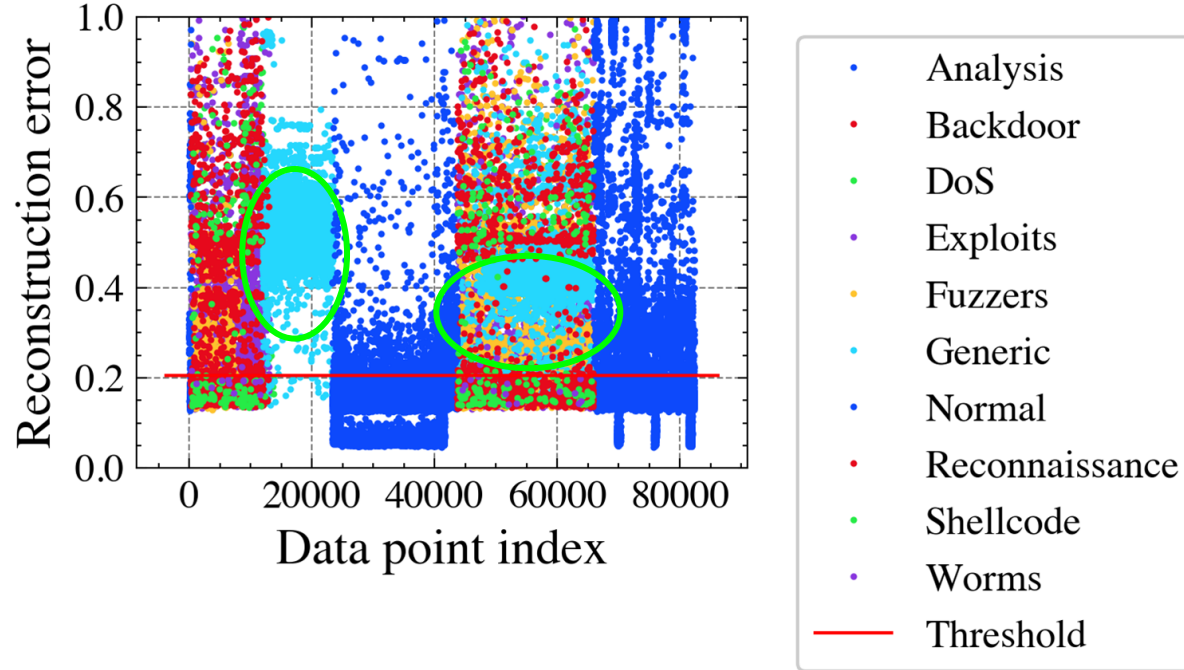 1.0
0.8
0.6
0.4
0.2
0.0
Reconstruction error
0 20000 40000 60000 80000
Data point index
Analysis
Backdoor
DoS
Exploits
Fuzzers
Generic
Normal
Reconnaissance
Shellcode
Worms
Threshold